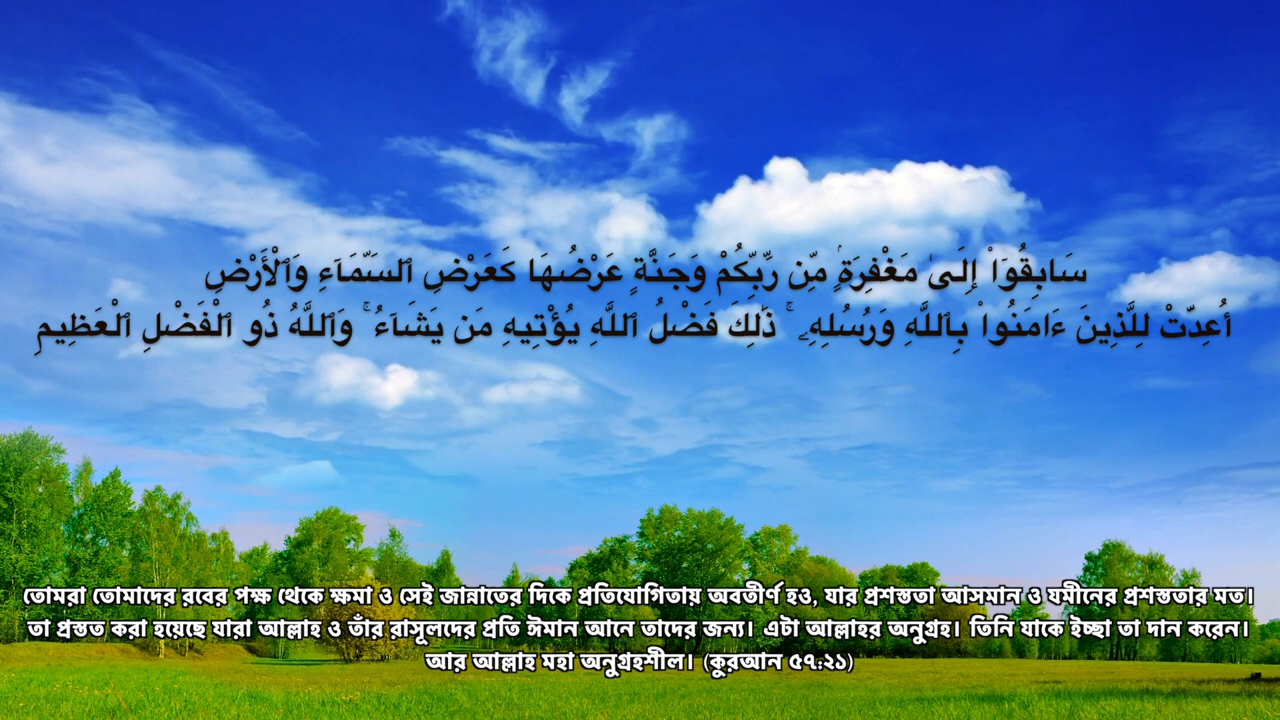 سَابِقُوٓا۟ إِلَىٰ مَغْفِرَةٍۢ مِّن رَّبِّكُمْ وَجَنَّةٍ عَرْضُهَا كَعَرْضِ ٱلسَّمَآءِ وَٱلْأَرْضِ
أُعِدَّتْ لِلَّذِينَ ءَامَنُوا۟ بِٱللَّهِ وَرُسُلِهِۦ ۚ ذَٰلِكَ فَضْلُ ٱللَّهِ يُؤْتِيهِ مَن يَشَآءُ ۚ وَٱللَّهُ ذُو ٱلْفَضْلِ ٱلْعَظِيمِ
তোমরা তোমাদের রবের পক্ষ থেকে ক্ষমা ও সেই জান্নাতের দিকে প্রতিযোগিতায় অবতীর্ণ হও, যার প্রশস্ততা আসমান ও যমীনের প্রশস্ততার মত।
তা প্রস্তত করা হয়েছে যারা আল্লাহ ও তাঁর রাসূলদের প্রতি ঈমান আনে তাদের জন্য। এটা আল্লাহর অনুগ্রহ। তিনি যাকে ইচ্ছা তা দান করেন।
আর আল্লাহ মহা অনুগ্রহশীল। (কুরআন ৫৭:২১)